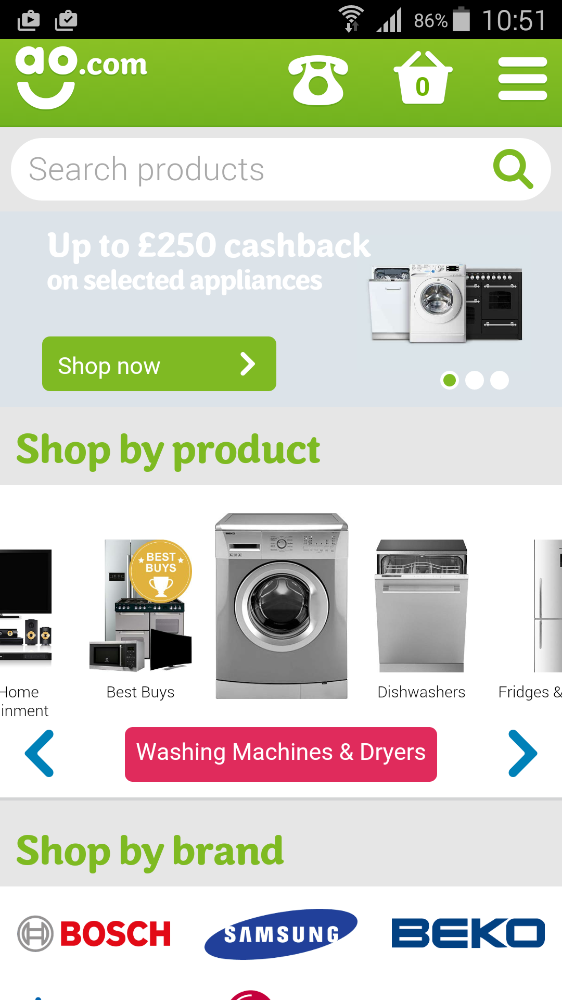 86% 10:51
ao.com
0
Search products
Up to £250 cashback
on selected appliances
Shop now
Shop by product
BEST
BUYS
BEKO
Home
inment
Best Buys
Dishwashers
Fridges &
Washing Machines & Dryers
Shop by brand
BOSCH
SAMSUNG
BEKO